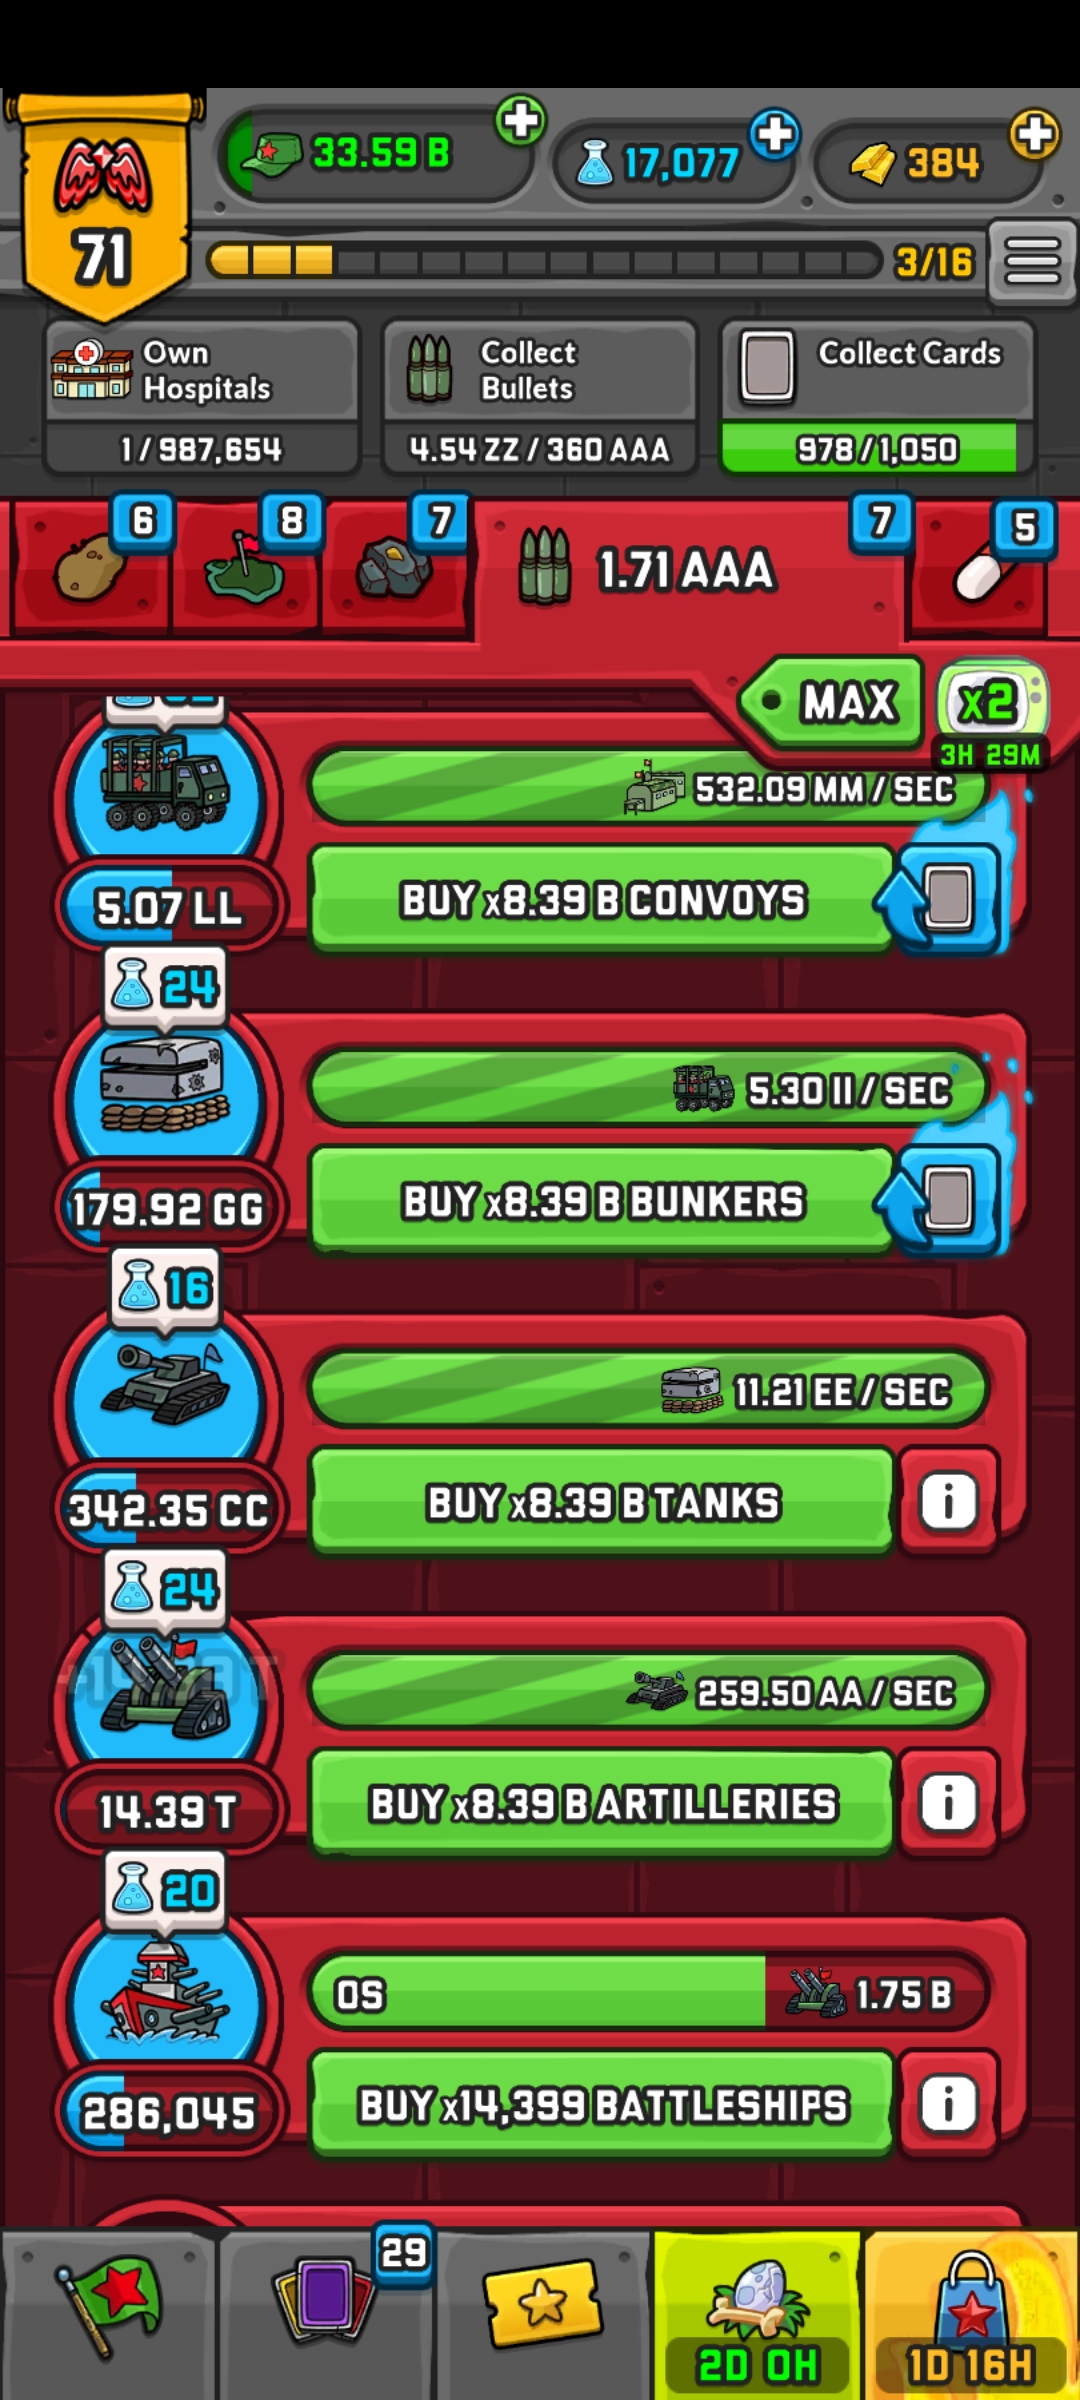 33.59 B
17,077
384
71
3/16
Own
Hospitals
1/987,654
Collect
Bullets
4.54 ZZ/360 AAA
Collect Cards
978/1,050
6
8
7
1.71 AAA
7
5
MAX
x2
3H 29M
532.09 MM/SEC
BUY x8.39 B CONVOYS
5.07 LL
24
5.30 II/SEC
BUY x8.39 B BUNKERS
179.92 GG
16
11.21 EE/SEC
BUY x8.39 B TANKS
342.35 CC
24
259.50 AA/SEC
BUY x8.39 B ARTILLERIES
14.39 T
20
0S
1.75 B
BUY x14,399 BATTLESHIPS
286,045
29
2D 0H
1D 16H